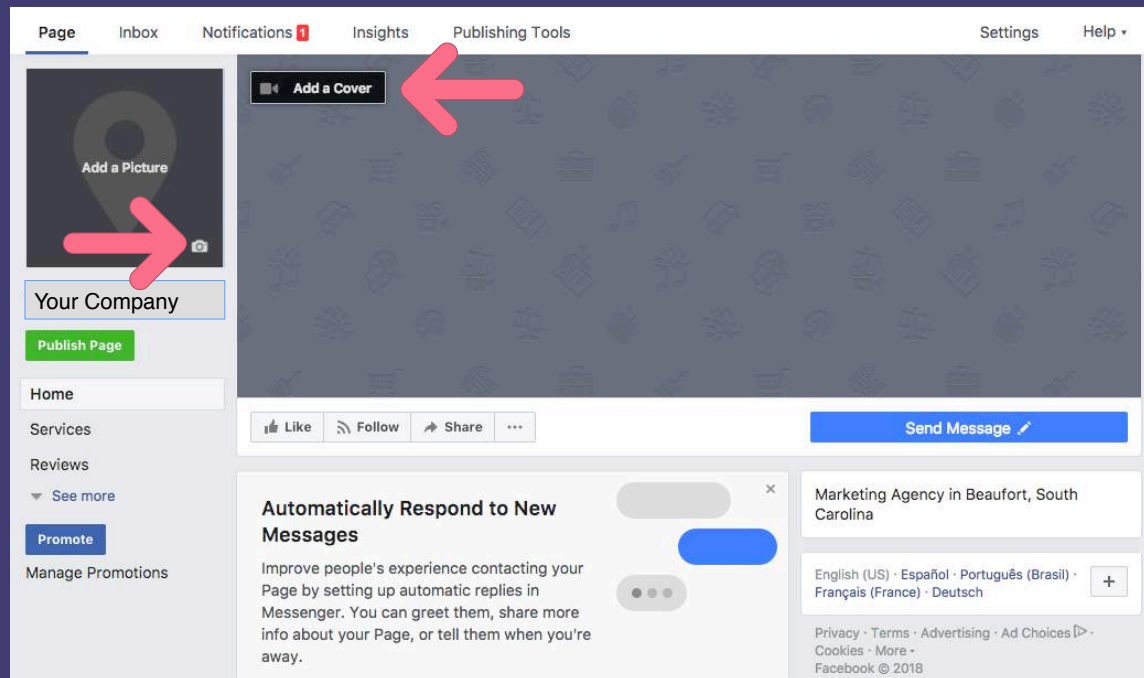 Page Inbox Notifications 1 Insights Publishing Tools Settings Help
Add a Cover
Add a Picture
Your Company
Publish Page
Home
Services
Reviews
See more
Promote
Manage Promotions
Like Follow Share ...
Send Message
Automatically Respond to New
Messages
Improve people's experience contacting your
Page by setting up automatic replies in
Messenger. You can greet them, share more
info about your Page, or tell them when you're
away.
Marketing Agency in Beaufort, South
Carolina
English (US) · Español · Português (Brasil) ·
Français (France) · Deutsch
Privacy · Terms · Advertising · Ad Choices ·
Cookies · More
Facebook © 2018